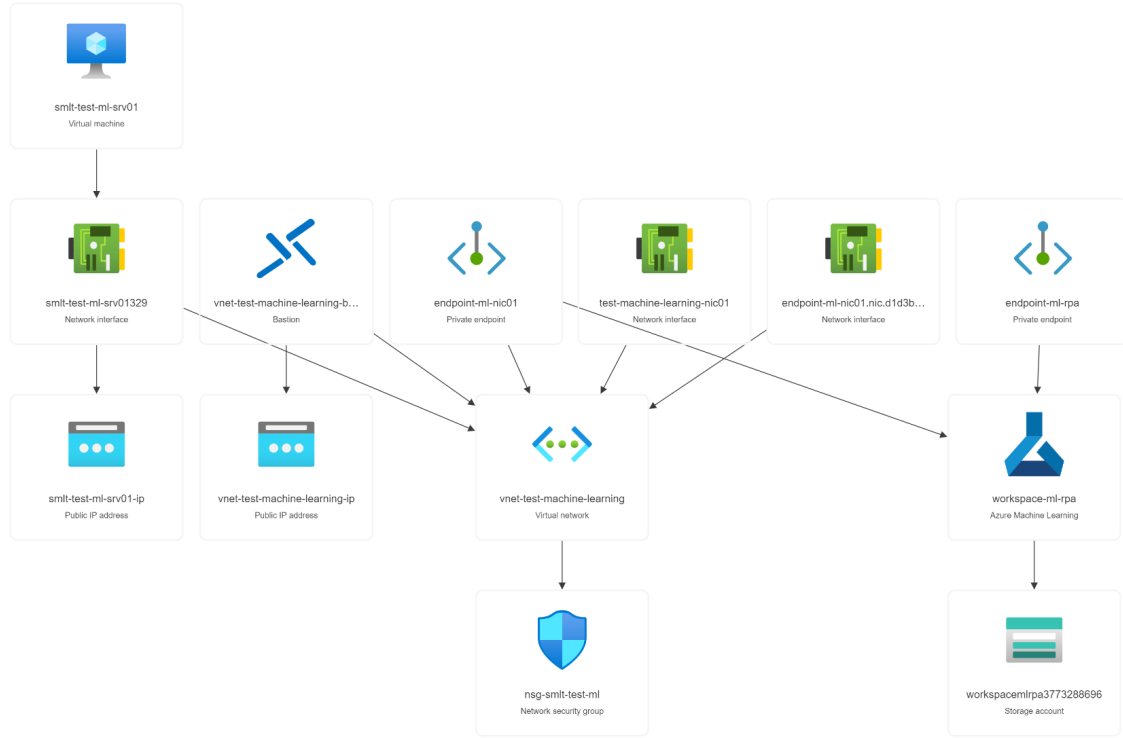 smlt-test-ml-srv01
Virtual machine
smlt-test-ml-srv01329
Network interface
vnet-test-machine-learning-b...
Bastion
endpoint-ml-nic01
Private endpoint
test-machine-learning-nic01
Network interface
endpoint-ml-nic01.nic.d1d3b...
Network interface
endpoint-ml-rpa
Private endpoint
smlt-test-ml-srv01-ip
Public IP address
vnet-test-machine-learning-ip
Public IP address
vnet-test-machine-learning
Virtual network
workspace-ml-rpa
Azure Machine Learning
nsg-smlt-test-ml
Network security group
workspacemlrpa3773288696
Storage account